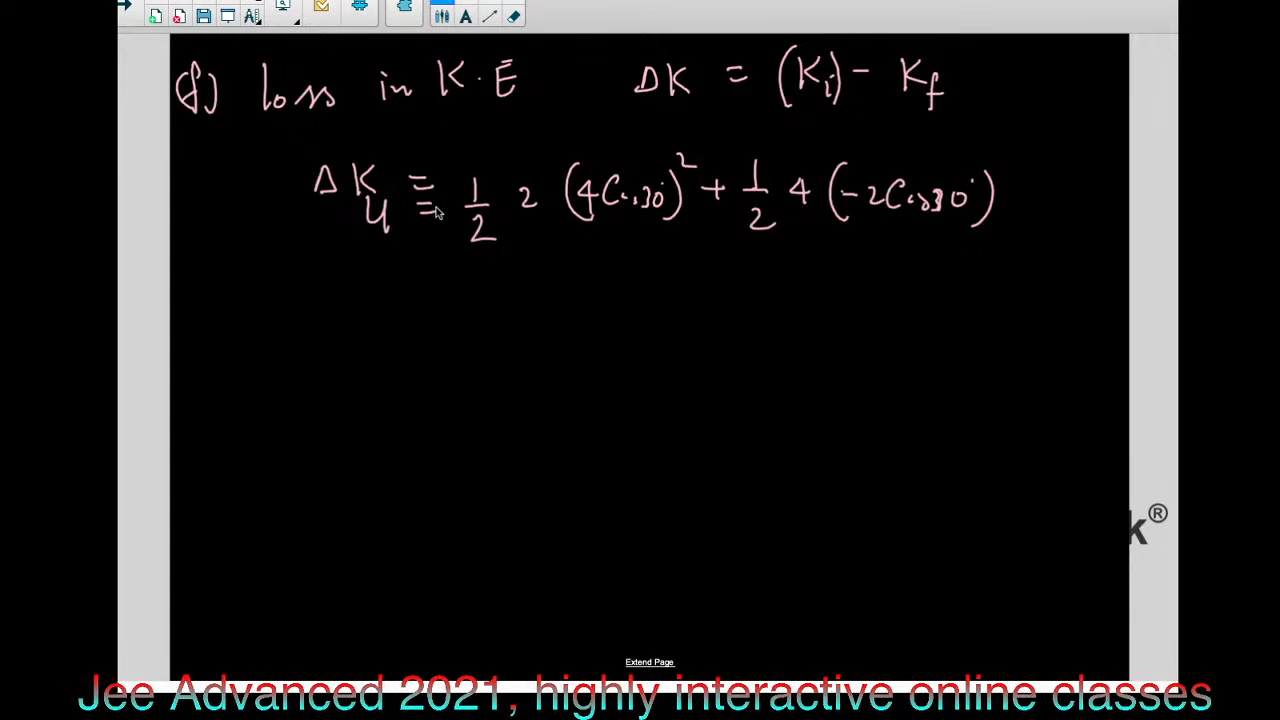 f) loss in K.E ΔK = (Ki) - Kf
ΔK = 1/2 2 (4Cos30°)² + 1/2 4 (-2Cos30°)
U =
k®
Extend Page
Jee Advanced 2021, highly interactive online classes